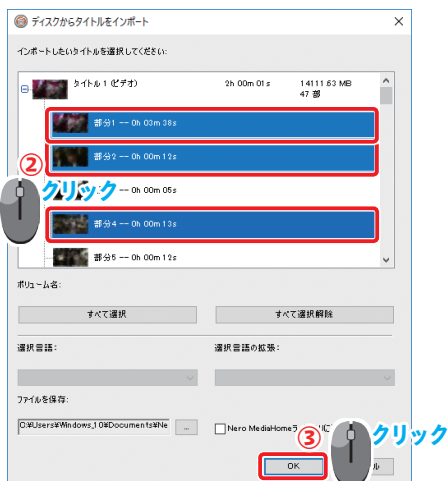 ディスクからタイトルをインポート
インポートしたいタイトルを選択してください:
タイトル 1 (ビデオ) 2h 00m 01s 14111.53 MB
47 部
部分1 -- 0h 03m 38s
部分2 -- 0h 00m 12s
②
クリック
-- 0h 00m 05s
部分4 -- 0h 00m 13s
部分5 -- 0h 00m 12s
ボリューム名:
すべて選択 すべて選択解除
選択言語: 選択言語の拡張:
ファイルを保存:
C:¥Users¥Windows_10¥Documents¥Ne ... Nero MediaHome
③
クリック
OK ル